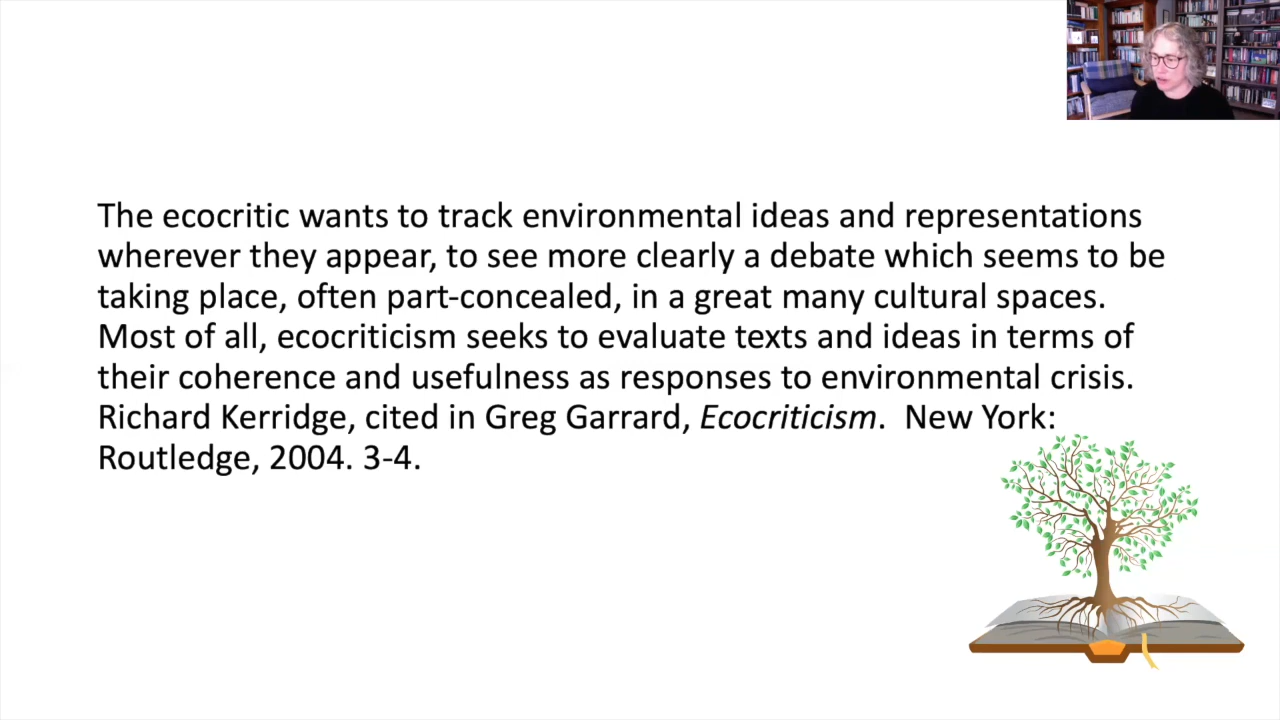 The ecocritic wants to track environmental ideas and representations
wherever they appear, to see more clearly a debate which seems to be
taking place, often part-concealed, in a great many cultural spaces.
Most of all, ecocriticism seeks to evaluate texts and ideas in terms of
their coherence and usefulness as responses to environmental crisis.
Richard Kerridge, cited in Greg Garrard, Ecocriticism.  New York:
Routledge, 2004. 3-4.